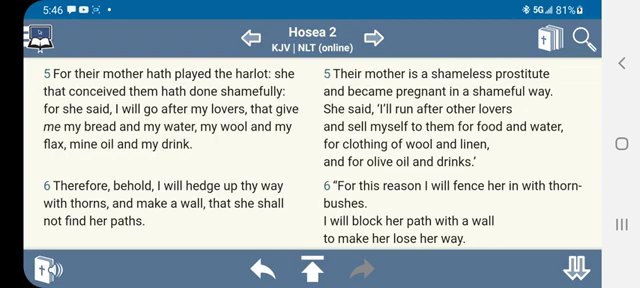 5:46
5G 81%
Hosea 2
KJV | NLT (online)
5 For their mother hath played the harlot: she
that conceived them hath done shamefully:
for she said, I will go after my lovers, that give
me my bread and my water, my wool and my
flax, mine oil and my drink.
6 Therefore, behold, I will hedge up thy way
with thorns, and make a wall, that she shall
not find her paths.
5 Their mother is a shameless prostitute
and became pregnant in a shameful way.
She said, ‘I’ll run after other lovers
and sell myself to them for food and water,
for clothing of wool and linen,
and for olive oil and drinks.’
6 “For this reason I will fence her in with thorn-
bushes.
I will block her path with a wall
to make her lose her way.